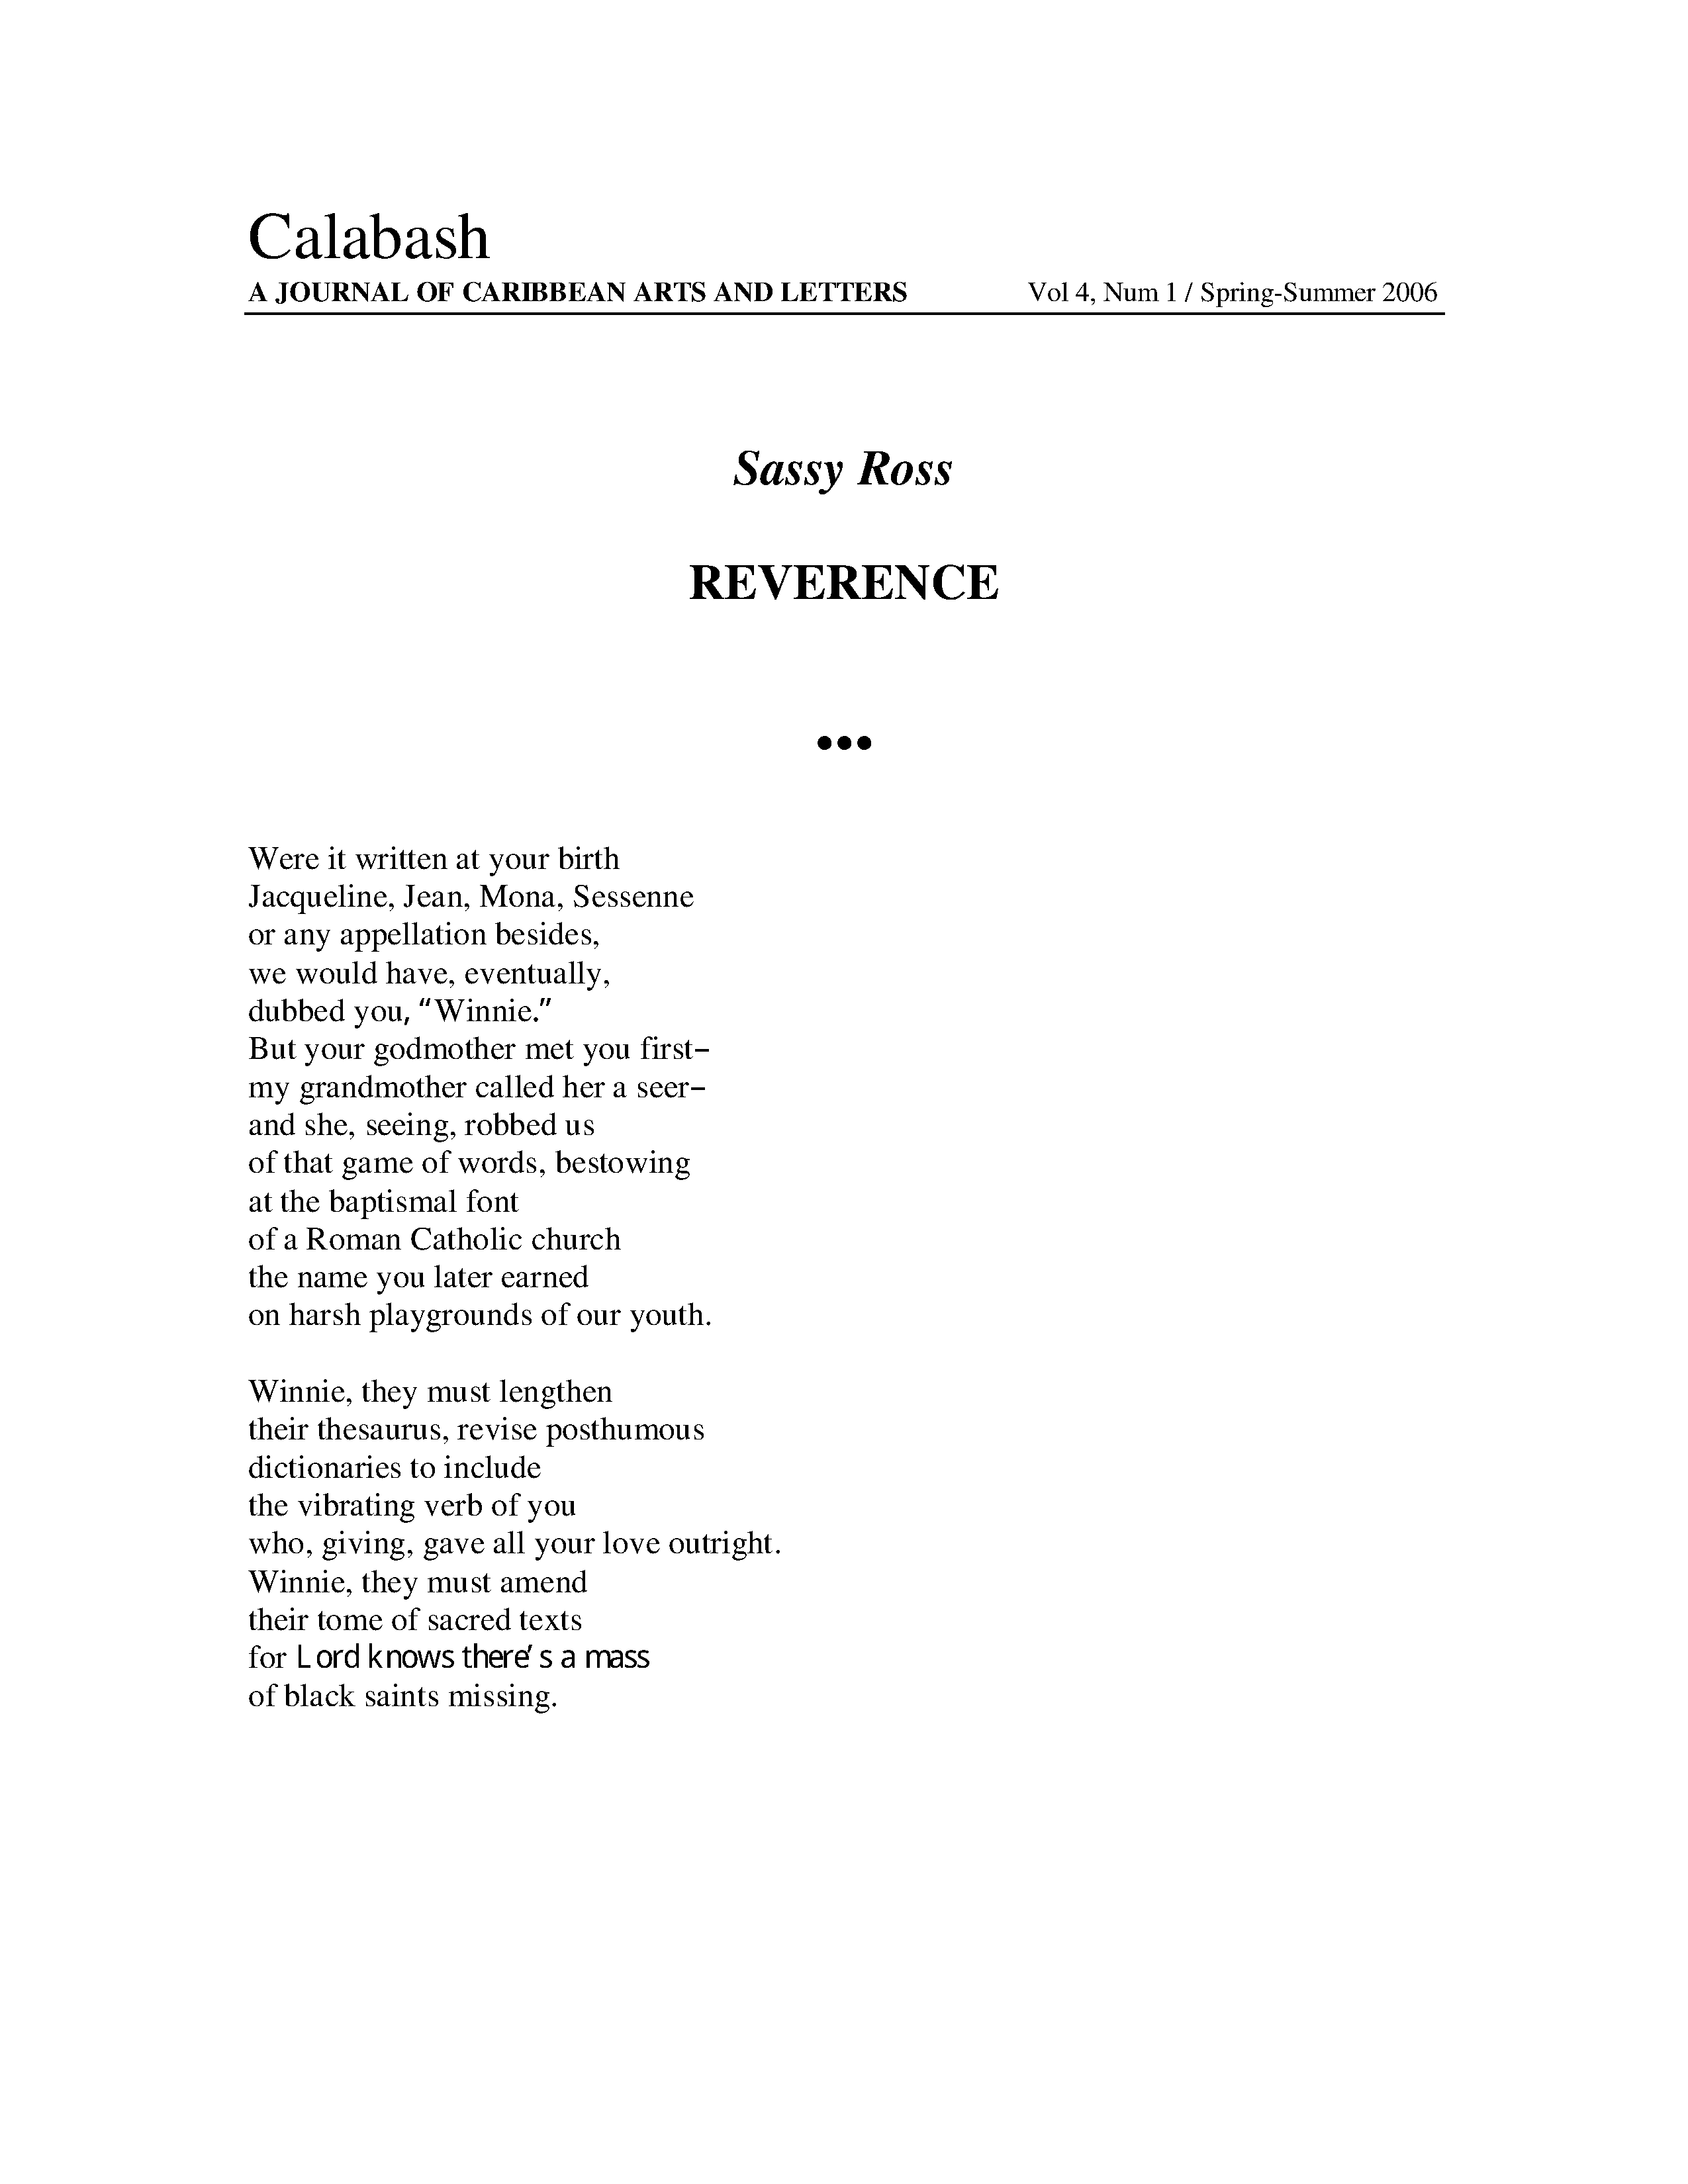 Calabash
A JOURNAL OF CARIBBEAN ARTS AND LETTERS Vol 4, Num 1 / Spring-Summer 2006
Sassy Ross
REVERENCE
•••
Were it written at your birth
Jacqueline, Jean, Mona, Sessenne
or any appellation besides,
we would have, eventually,
dubbed you, “Winnie.”
But your godmother met you first–
my grandmother called her a seer–
and she, seeing, robbed us
of that game of words, bestowing
at the baptismal font
of a Roman Catholic church
the name you later earned
on harsh playgrounds of our youth.
Winnie, they must lengthen
their thesaurus, revise posthumous
dictionaries to include
the vibrating verb of you
who, giving, gave all your love outright.
Winnie, they must amend
their tome of sacred texts
for Lord knows there’s a mass
of black saints missing.